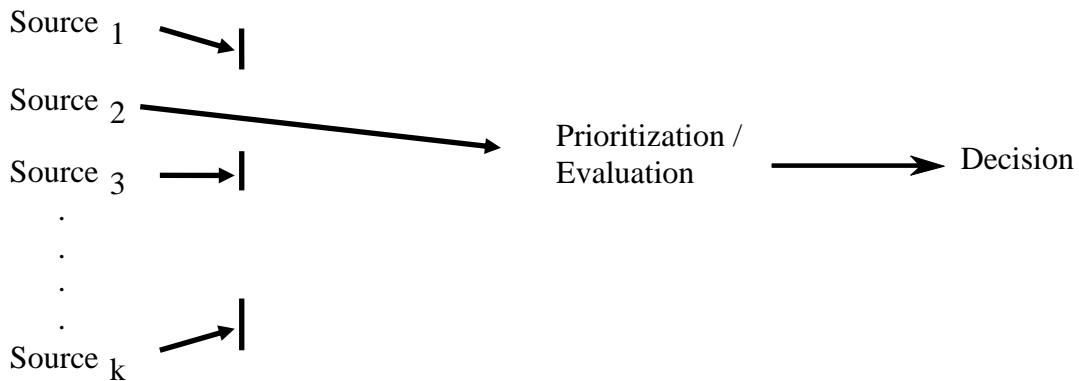 Source 1
Source 2
Source 3
.
.
.
.
Source k
Prioritization /
Evaluation
Decision